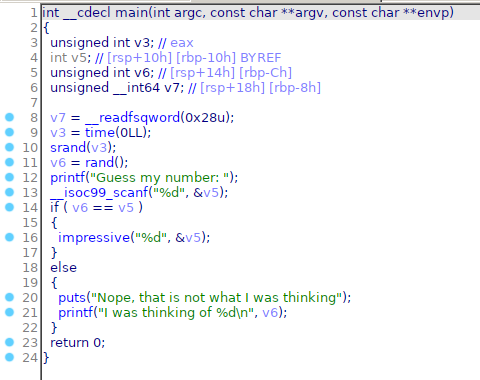 1 int __cdecl main(int argc, const char **argv, const char **envp)
2 {
3 unsigned int v3; // eax
4 int v5; // [rsp+10h] [rbp-10h] BYREF
5 unsigned int v6; // [rsp+14h] [rbp-Ch]
6 unsigned __int64 v7; // [rsp+18h] [rbp-8h]
7
8 v7 = __readfsqword(0x28u);
9 v3 = time(0LL);
10 srand(v3);
11 v6 = rand();
12 printf("Guess my number: ");
13 __isoc99_scanf("%d", &v5);
14 if ( v6 == v5 )
15 {
16 impressive("%d", &v5);
17 }
18 else
19 {
20 puts("Nope, that is not what I was thinking");
21 printf("I was thinking of %d\n", v6);
22 }
23 return 0;
24 }